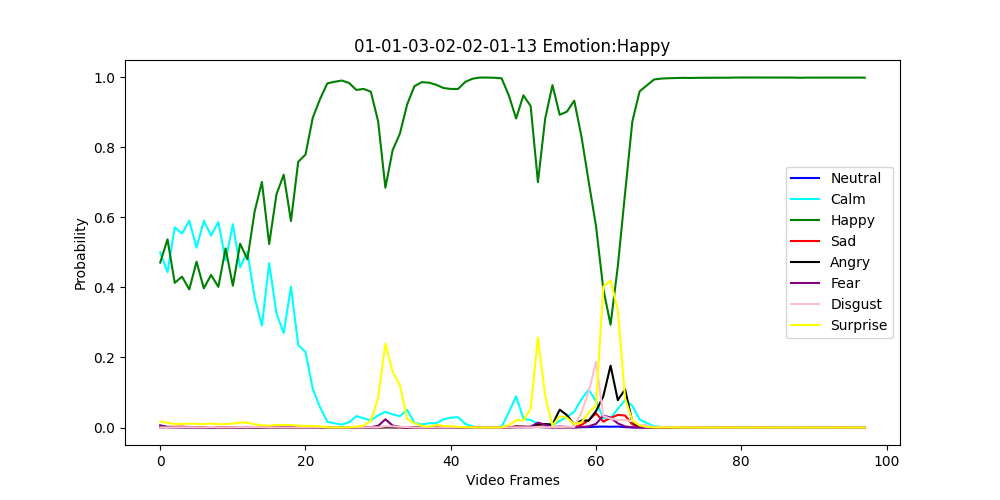 01-01-03-02-02-01-13 Emotion:Happy
Probability
1.0
0.8
0.6
0.4
0.2
0.0
0
20
40
60
80
100
Video Frames
Neutral
Calm
Happy
Sad
Angry
Fear
Disgust
Surprise